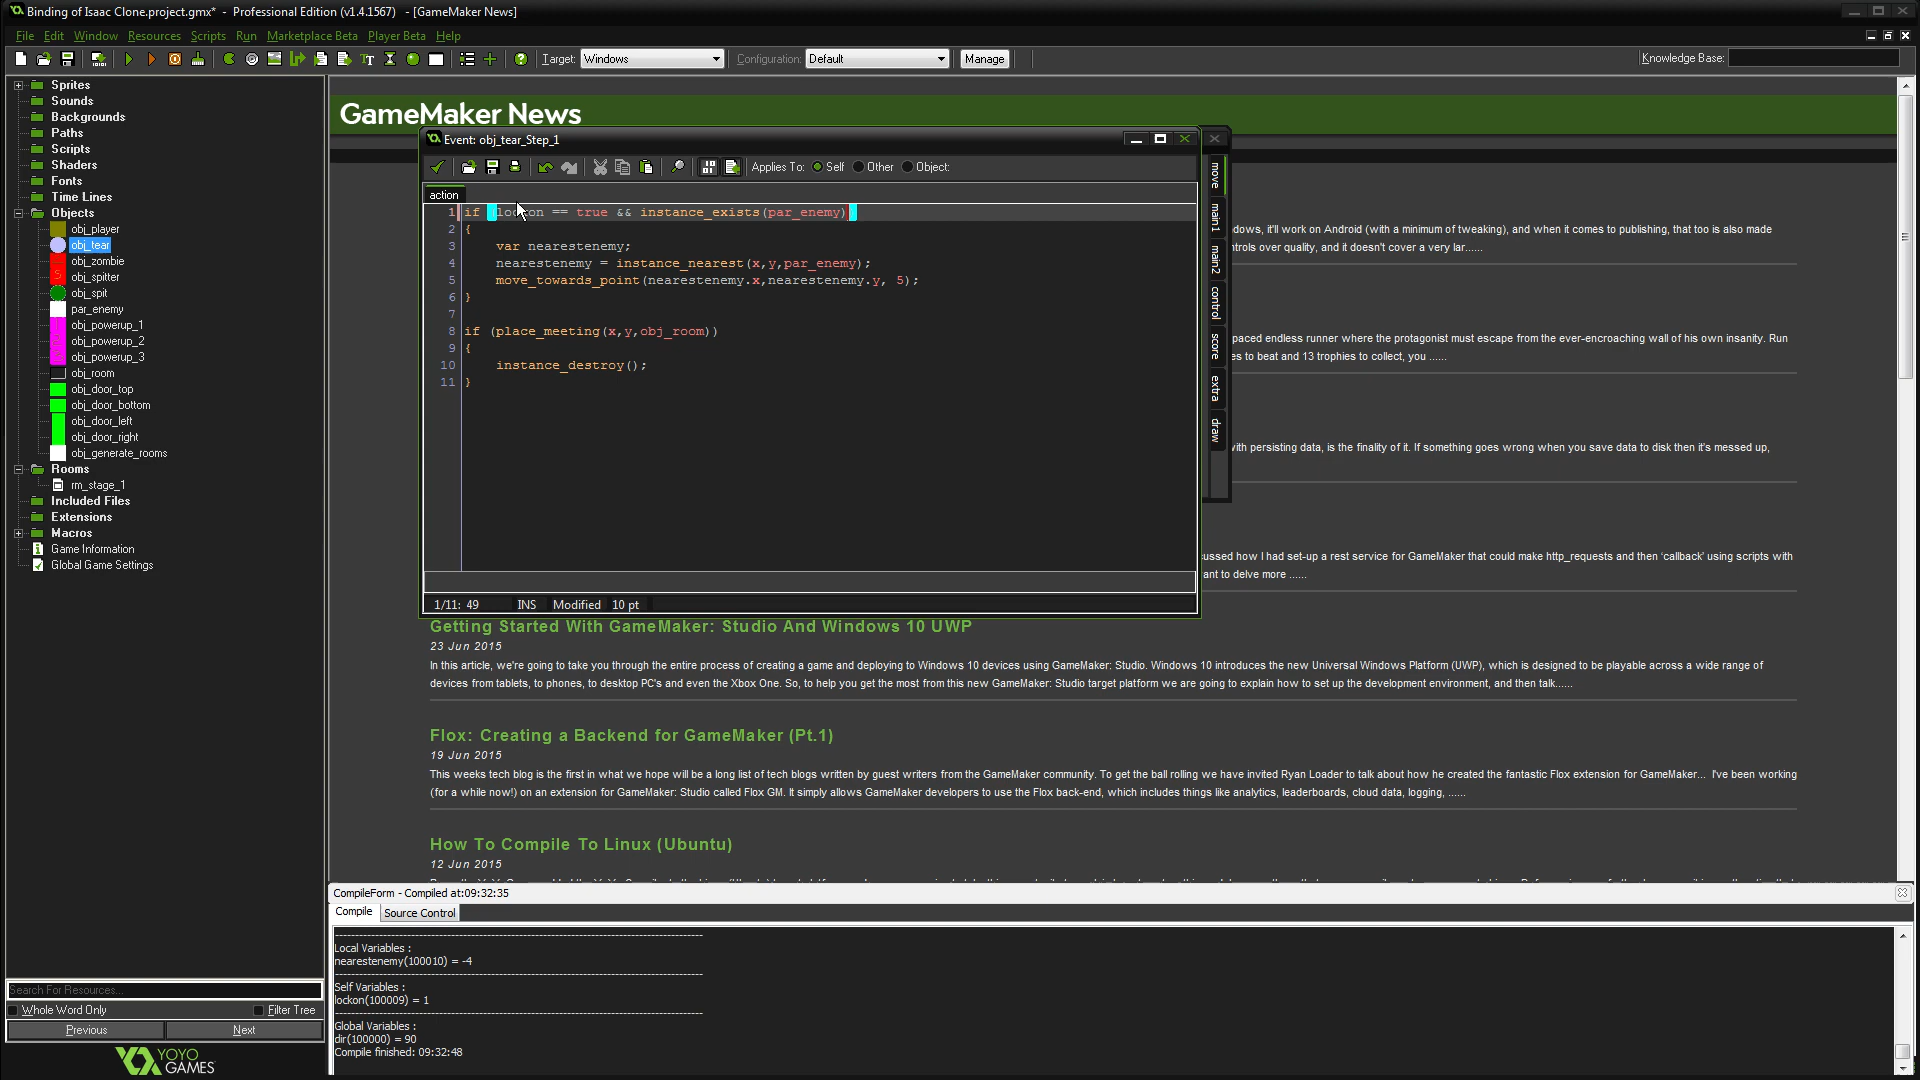 Binding of Isaac Clone.project.gmx* - Professional Edition (v1.4.1567) - [GameMaker News]
File Edit Window Resources Scripts Run Marketplace Beta Player Beta Help
Target: Windows Configuration: Default Manage Knowledge Base:
Sprites
Sounds
Backgrounds
Paths
Scripts
Shaders
Fonts
Time Lines
Objects
obj_player
obj_tear
obj_zombie
obj_spitter
obj_spit
par_enemy
obj_powerup_1
obj_powerup_2
obj_powerup_3
obj_room
obj_door_top
obj_door_bottom
obj_door_left
obj_door_right
obj_generate_rooms
Rooms
rm_stage_1
Included Files
Extensions
Macros
Game Information
Global Game Settings
Search For Resources...
Whole Word Only Filter Tree
Previous Next
YOYO
GAMES
GameMaker News
Event: obj_tear_Step_1
Applies To: Self Other Object:
action
1 if (lockon == true && instance_exists(par_enemy))
2 {
3 var nearestenemy;
4 nearestenemy = instance_nearest(x,y,par_enemy);
5 move_towards_point(nearestenemy.x,nearestenemy.y, 5);
6 }
7
8 if (place_meeting(x,y,obj_room))
9 {
10 instance_destroy();
11 }
1/11: 49 INS Modified 10 pt
move
main1
main2
control
score
extra
draw
dows, it'll work on Android (with a minimum of tweaking), and when it comes to publishing, that too is also made
ntrols over quality, and it doesn't cover a very lar......
paced endless runner where the protagonist must escape from the ever-encroaching wall of his own insanity. Run
es to beat and 13 trophies to collect, you ......
with persisting data, is the finality of it. If something goes wrong when you save data to disk then it's messed up,
ussed how I had set-up a rest service for GameMaker that could make http_requests and then 'callback' using scripts with
ant to delve more ......
Getting Started With GameMaker: Studio And Windows 10 UWP
23 Jun 2015
In this article, we're going to take you through the entire process of creating a game and deploying to Windows 10 devices using GameMaker: Studio. Windows 10 introduces the new Universal Windows Platform (UWP), which is designed to be playable across a wide range of
devices from tablets, to phones, to desktop PC's and even the Xbox One. So, to help you get the most from this new GameMaker: Studio target platform we are going to explain how to set up the development environment, and then talk......
Flox: Creating a Backend for GameMaker (Pt.1)
19 Jun 2015
This weeks tech blog is the first in what we hope will be a long list of tech blogs written by guest writers from the GameMaker community. To get the ball rolling we have invited Ryan Loader to talk about how he created the fantastic Flox extension for GameMaker... I've been working
(for a while now!) on an extension for GameMaker: Studio called Flox GM. It simply allows GameMaker developers to use the Flox back-end, which includes things like analytics, leaderboards, cloud data, logging, ......
How To Compile To Linux (Ubuntu)
12 Jun 2015
CompileForm - Compiled at:09:32:35
Compile Source Control
Local Variables :
nearestenemy(100010) = -4
Self Variables :
lockon(100009) = 1
Global Variables :
dir(100000) = 90
Compile finished: 09:32:48